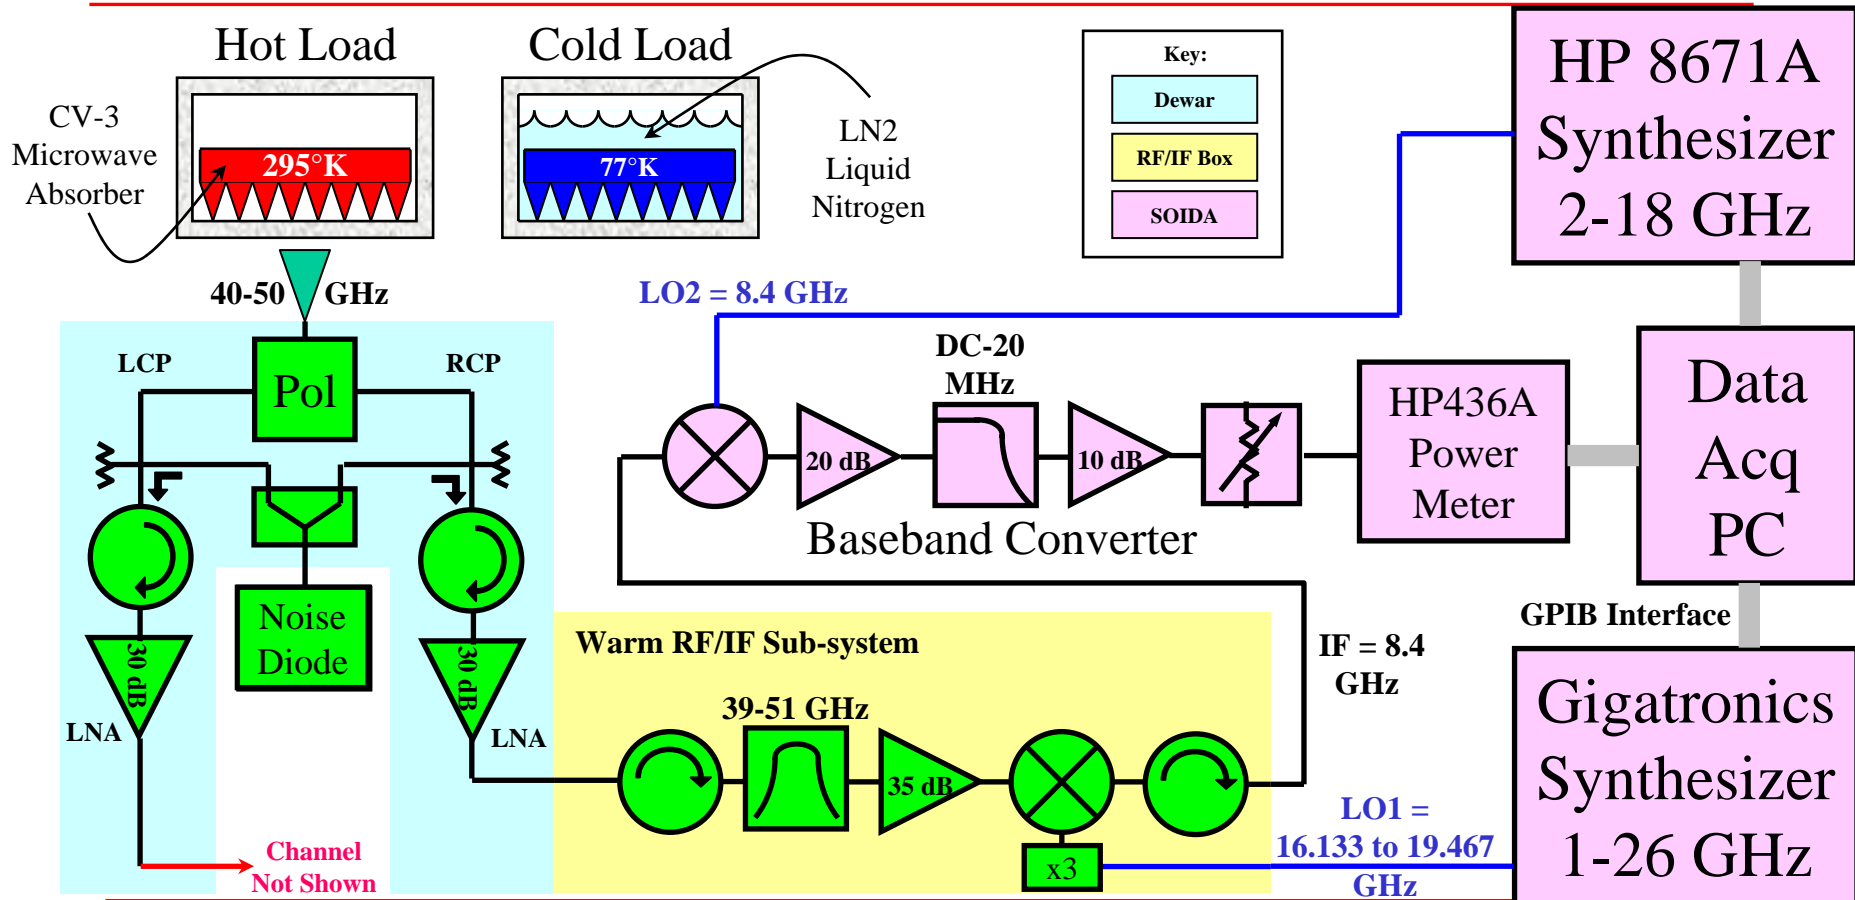 Hot Load
Cold Load
Key:
Dewar
RF/IF Box
SOIDA
HP 8671A
Synthesizer
2-18 GHz
CV-3
Microwave
Absorber
295°K
77°K
LN2
Liquid
Nitrogen
40-50 GHz
LO2 = 8.4 GHz
LCP
RCP
Pol
DC-20
MHz
20 dB
10 dB
HP436A
Power
Meter
Data
Acq
PC
Baseband Converter
Noise
Diode
30 dB
30 dB
LNA
LNA
GPIB Interface
Warm RF/IF Sub-system
IF = 8.4
GHz
39-51 GHz
35 dB
x3
LO1 =
16.133 to 19.467
GHz
Gigatronics
Synthesizer
1-26 GHz
Channel
Not Shown